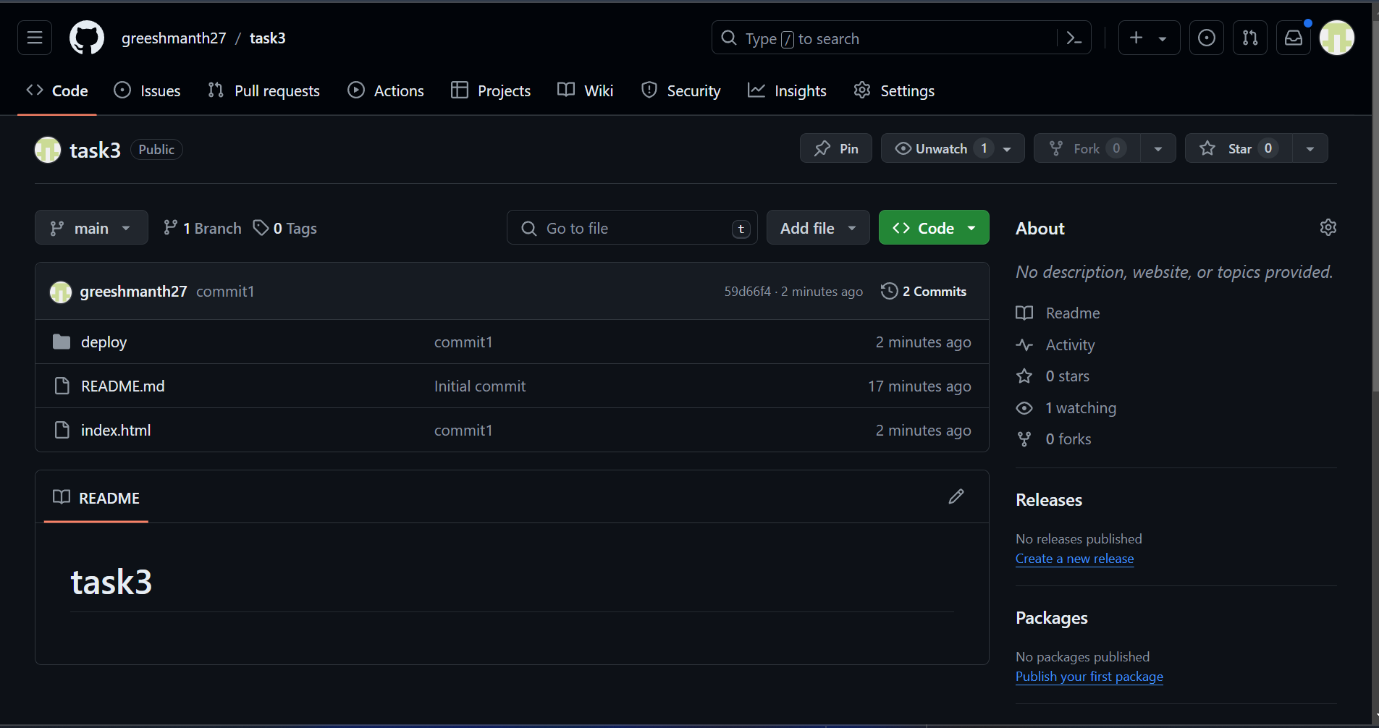 greeshmanth27 / task3
Type / to search
Code Issues Pull requests Actions Projects Wiki Security Insights Settings
task3 Public
Pin Unwatch 1 Fork 0 Star 0
main 1 Branch 0 Tags Go to file t Add file Code
greeshmanth27 commit1 59d66f4 · 2 minutes ago 2 Commits
deploy commit1 2 minutes ago
README.md Initial commit 17 minutes ago
index.html commit1 2 minutes ago
README
task3
About
No description, website, or topics provided.
Readme
Activity
0 stars
1 watching
0 forks
Releases
No releases published
Create a new release
Packages
No packages published
Publish your first package